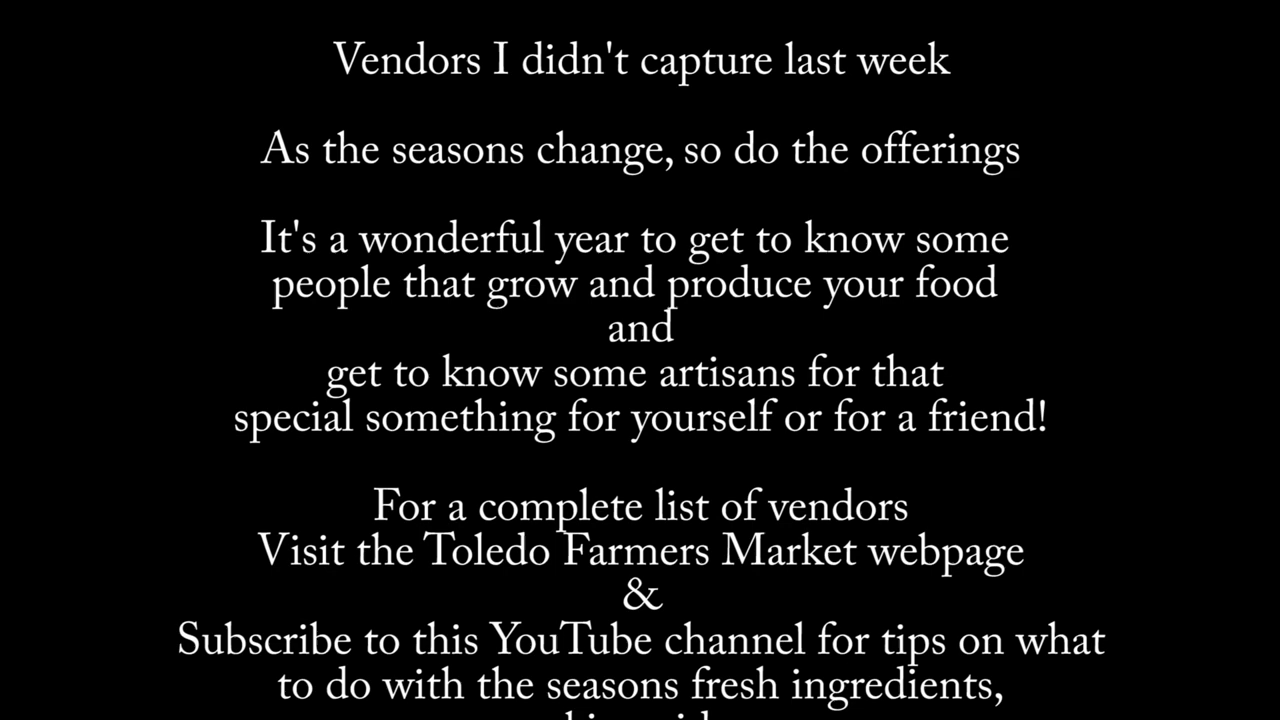 Vendors I didn't capture last week
As the seasons change, so do the offerings
It's a wonderful year to get to know some
people that grow and produce your food
and
get to know some artisans for that
special something for yourself or for a friend!
For a complete list of vendors
Visit the Toledo Farmers Market webpage
&
Subscribe to this YouTube channel for tips on what
to do with the seasons fresh ingredients,